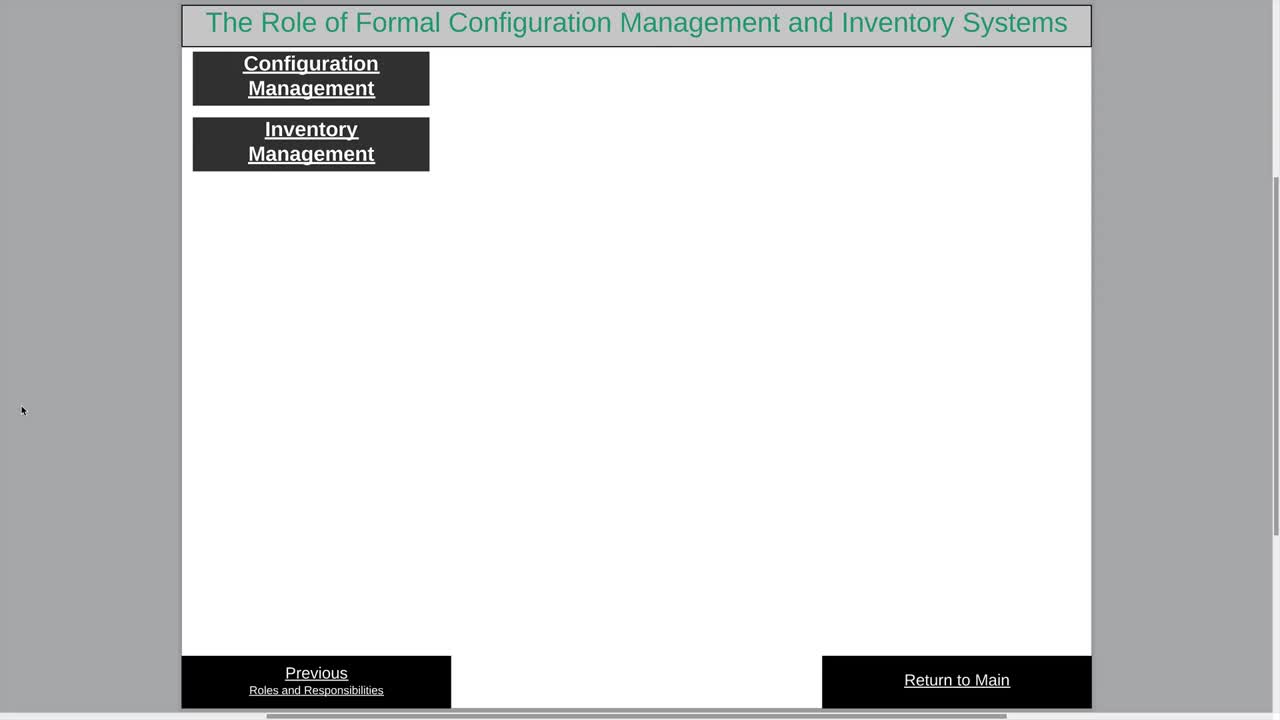 The Role of Formal Configuration Management and Inventory Systems
Configuration
Management
Inventory
Management
Previous
Roles and Responsibilities
Return to Main